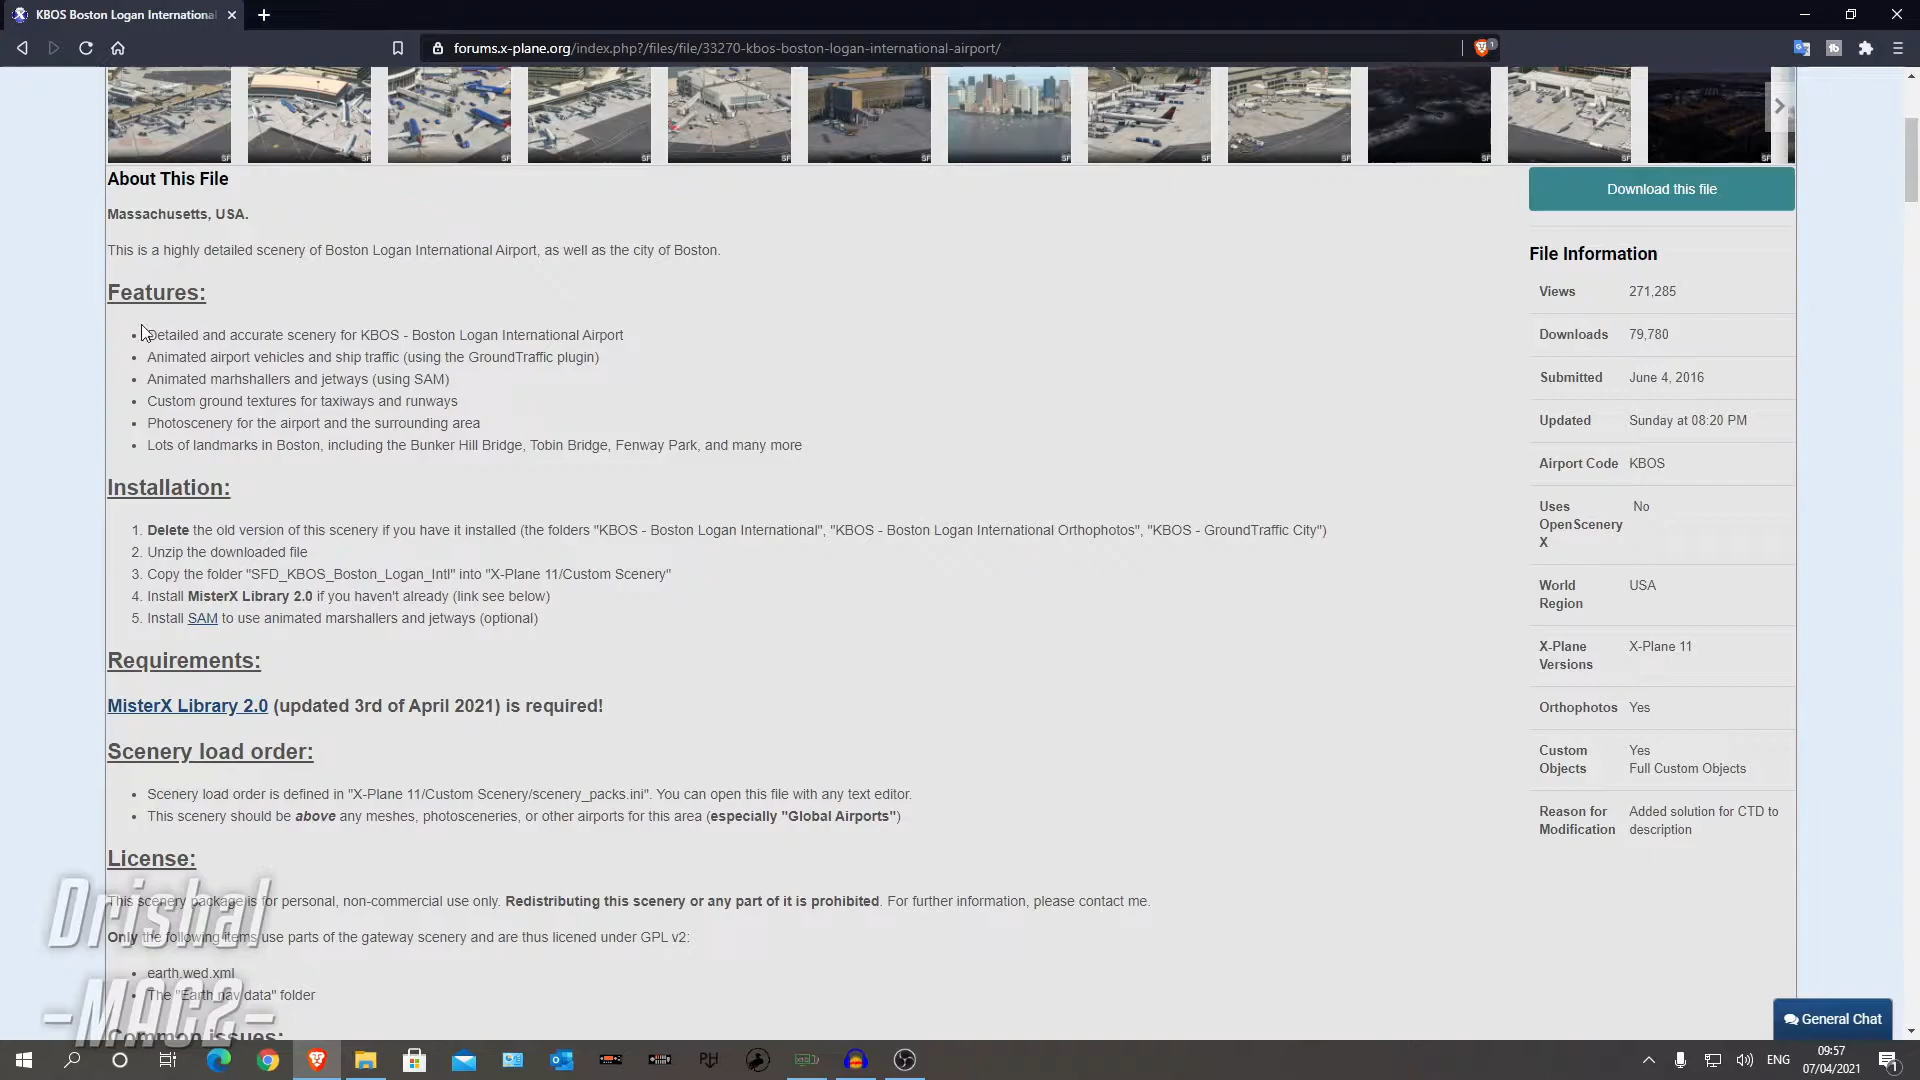 KBOS Boston Logan International
forums.x-plane.org/index.php?/files/file/33270-kbos-boston-logan-international-airport/
About This File
Massachusetts, USA.
This is a highly detailed scenery of Boston Logan International Airport, as well as the city of Boston.
Features:
Detailed and accurate scenery for KBOS - Boston Logan International Airport
Animated airport vehicles and ship traffic (using the GroundTraffic plugin)
Animated marhshallers and jetways (using SAM)
Custom ground textures for taxiways and runways
Photoscenery for the airport and the surrounding area
Lots of landmarks in Boston, including the Bunker Hill Bridge, Tobin Bridge, Fenway Park, and many more
Installation:
1. Delete the old version of this scenery if you have it installed (the folders "KBOS - Boston Logan International", "KBOS - Boston Logan International Orthophotos", "KBOS - GroundTraffic City")
2. Unzip the downloaded file
3. Copy the folder "SFD_KBOS_Boston_Logan_Intl" into "X-Plane 11/Custom Scenery"
4. Install MisterX Library 2.0 if you haven't already (link see below)
5. Install SAM to use animated marshallers and jetways (optional)
Requirements:
MisterX Library 2.0 (updated 3rd of April 2021) is required!
Scenery load order:
Scenery load order is defined in "X-Plane 11/Custom Scenery/scenery_packs.ini". You can open this file with any text editor.
This scenery should be above any meshes, photosceneries, or other airports for this area (especially "Global Airports")
License:
This scenery package is for personal, non-commercial use only. Redistributing this scenery or any part of it is prohibited. For further information, please contact me.
Only the following items use parts of the gateway scenery and are thus licened under GPL v2:
earth.wed.xml
The "Earth nav data" folder
Common issues:
Download this file
File Information
Views 271,285
Downloads 79,780
Submitted June 4, 2016
Updated Sunday at 08:20 PM
Airport Code KBOS
Uses OpenSceneryX No
World Region USA
X-Plane Versions X-Plane 11
Orthophotos Yes
Custom Objects Yes
Full Custom Objects
Reason for Modification Added solution for CTD to description
General Chat
Drishal
-MAC2-
ENG
09:57
07/04/2021